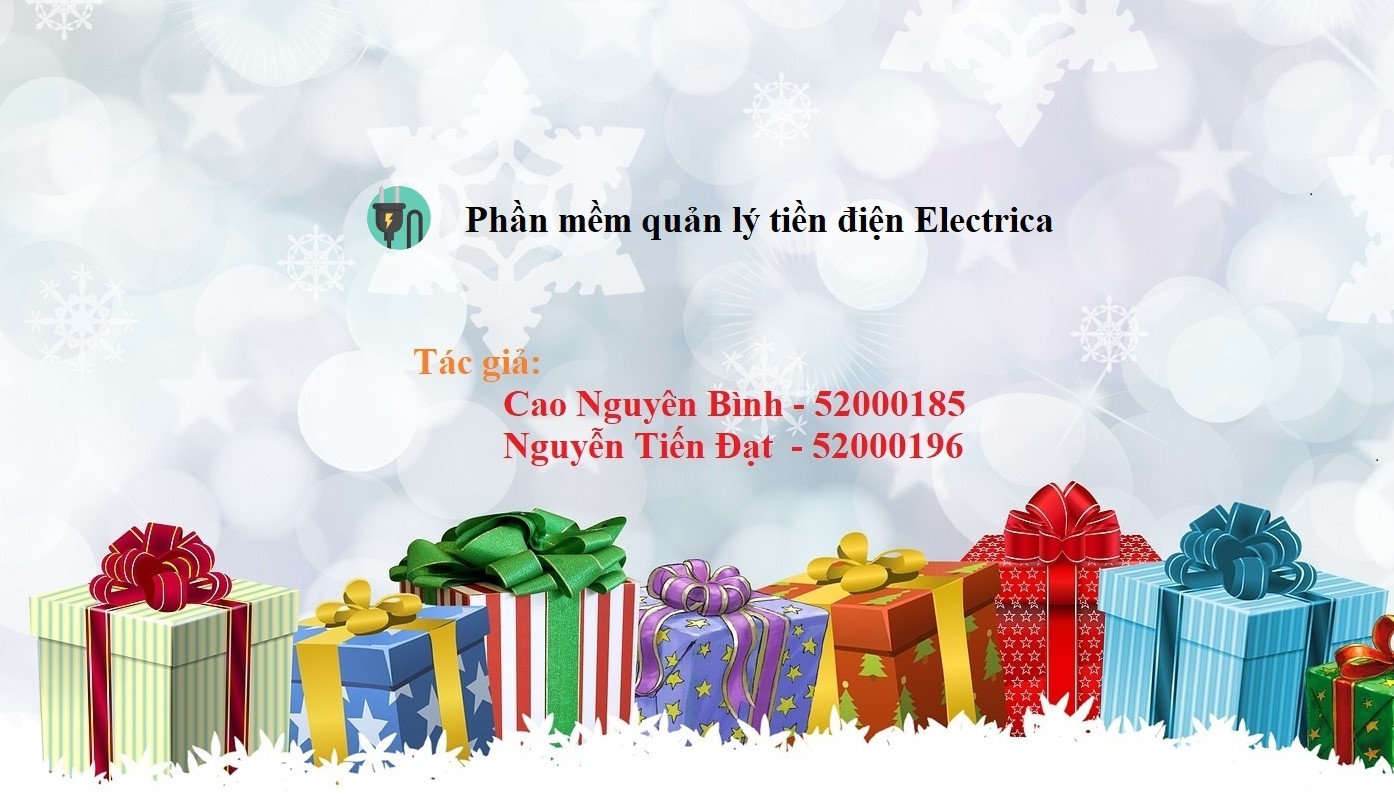 Phần mềm quản lý tiền điện Electrica
Tác giả:
Cao Nguyên Bình - 52000185
Nguyễn Tiến Đạt - 52000196